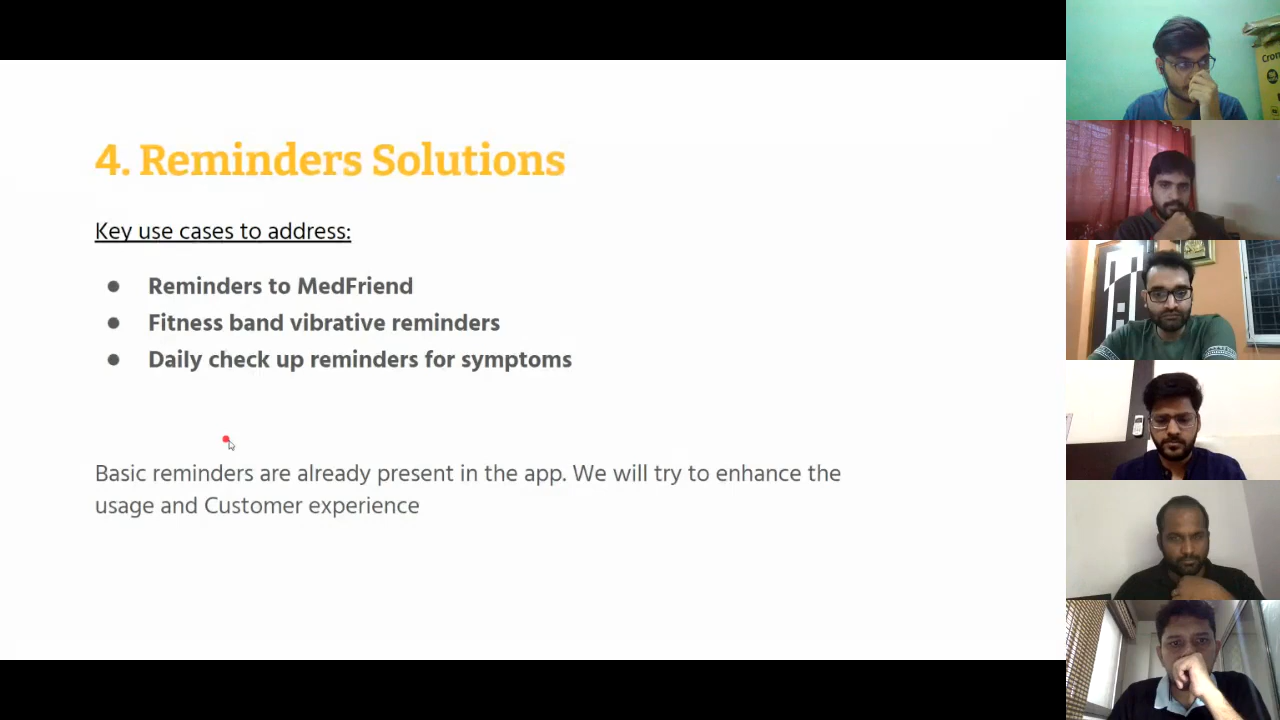 4. Reminders Solutions
Key use cases to address:
● Reminders to MedFriend
● Fitness band vibrative reminders
● Daily check up reminders for symptoms
Basic reminders are already present in the app. We will try to enhance the
usage and Customer experience